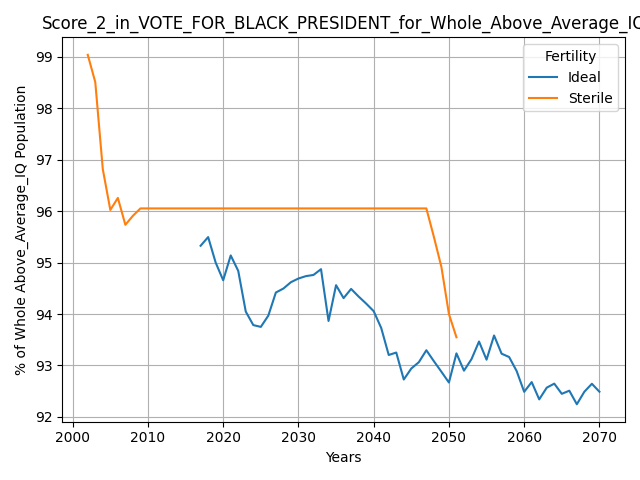 Score_2_in_VOTE_FOR_BLACK_PRESIDENT_for_Whole_Above_Average_IQ
Fertility
Ideal
Sterile
% of Whole Above_Average_IQ Population
99
98
97
96
95
94
93
92
2000 2010 2020 2030 2040 2050 2060 2070
Years